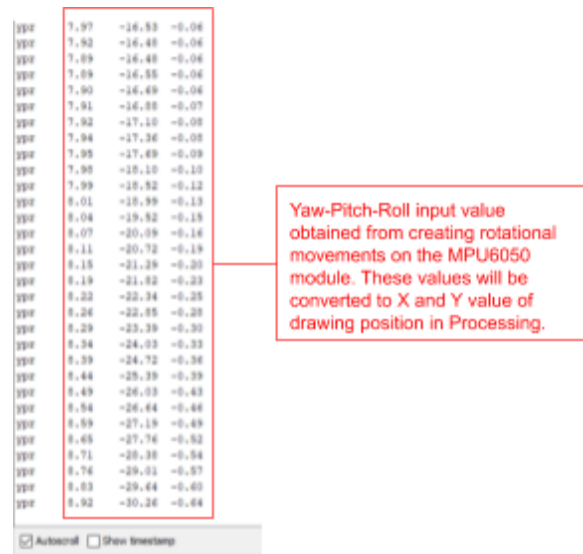 ypr 7.97 -16.53 -0.06
ypr 7.92 -16.48 -0.06
ypr 7.89 -16.48 -0.06
ypr 7.89 -16.55 -0.06
ypr 7.90 -16.69 -0.06
ypr 7.91 -16.88 -0.07
ypr 7.92 -17.10 -0.08
ypr 7.94 -17.36 -0.08
ypr 7.95 -17.69 -0.09
ypr 7.98 -18.10 -0.10
ypr 7.99 -18.52 -0.12
ypr 8.01 -18.99 -0.13
ypr 8.04 -19.52 -0.15
ypr 8.07 -20.09 -0.16
ypr 8.11 -20.72 -0.19
ypr 8.15 -21.29 -0.20
ypr 8.19 -21.82 -0.23
ypr 8.22 -22.34 -0.25
ypr 8.26 -22.85 -0.28
ypr 8.29 -23.39 -0.30
ypr 8.34 -24.03 -0.33
ypr 8.39 -24.72 -0.36
ypr 8.44 -25.39 -0.39
ypr 8.49 -26.03 -0.43
ypr 8.54 -26.64 -0.46
ypr 8.59 -27.19 -0.49
ypr 8.65 -27.76 -0.52
ypr 8.71 -28.38 -0.54
ypr 8.76 -29.01 -0.57
ypr 8.83 -29.64 -0.60
ypr 8.92 -30.26 -0.64
Autoscroll Show timestamp
Yaw-Pitch-Roll input value
obtained from creating rotational
movements on the MPU6050
module. These values will be
converted to X and Y value of
drawing position in Processing.